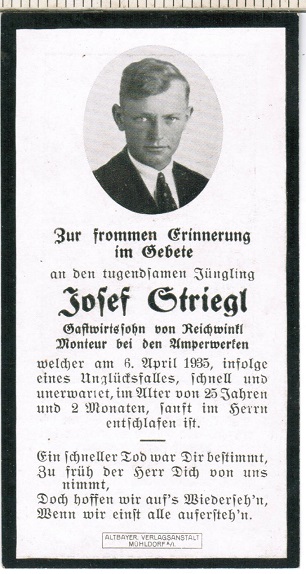 Zur frommen Erinnerung
im Gebete
an den tugendsamen Jüngling
Josef Striegl
Gastwirtssohn von Reichwinkl
Monteur bei den Amperwerken
welcher am 6. April 1935, infolge
eines Unglücksfalles, schnell und
unerwartet, im Alter von 25 Jahren
und 2 Monaten, sanft im Herrn
entschlafen ist.
Ein schneller Tod war Dir bestimmt,
Zu früh der Herr Dich von uns
nimmt,
Doch hoffen wir auf's Wiederseh'n,
Wenn wir einst alle aufersteh'n.
ALTBAYER. VERLAGSANSTALT
MÜHLDORF a/I.